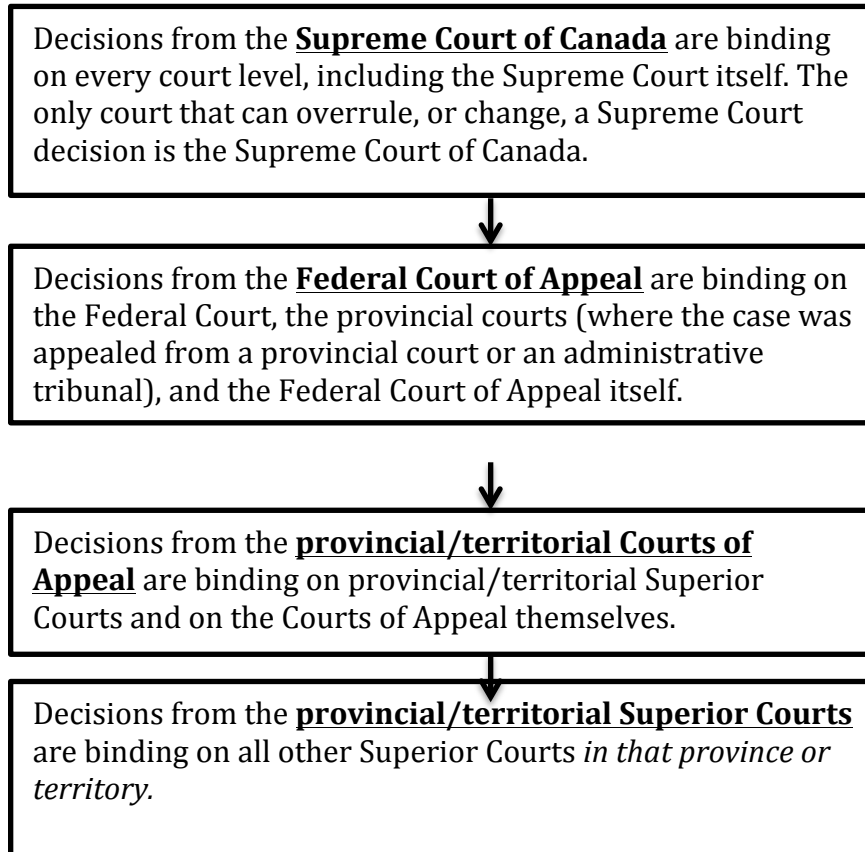 Decisions from the Supreme Court of Canada are binding
on every court level, including the Supreme Court itself. The
only court that can overrule, or change, a Supreme Court
decision is the Supreme Court of Canada.
Decisions from the Federal Court of Appeal are binding on
the Federal Court, the provincial courts (where the case was
appealed from a provincial court or an administrative
tribunal), and the Federal Court of Appeal itself.
Decisions from the provincial/territorial Courts of
Appeal are binding on provincial/territorial Superior
Courts and on the Courts of Appeal themselves.
Decisions from the provincial/territorial Superior Courts
are binding on all other Superior Courts in that province or
territory.